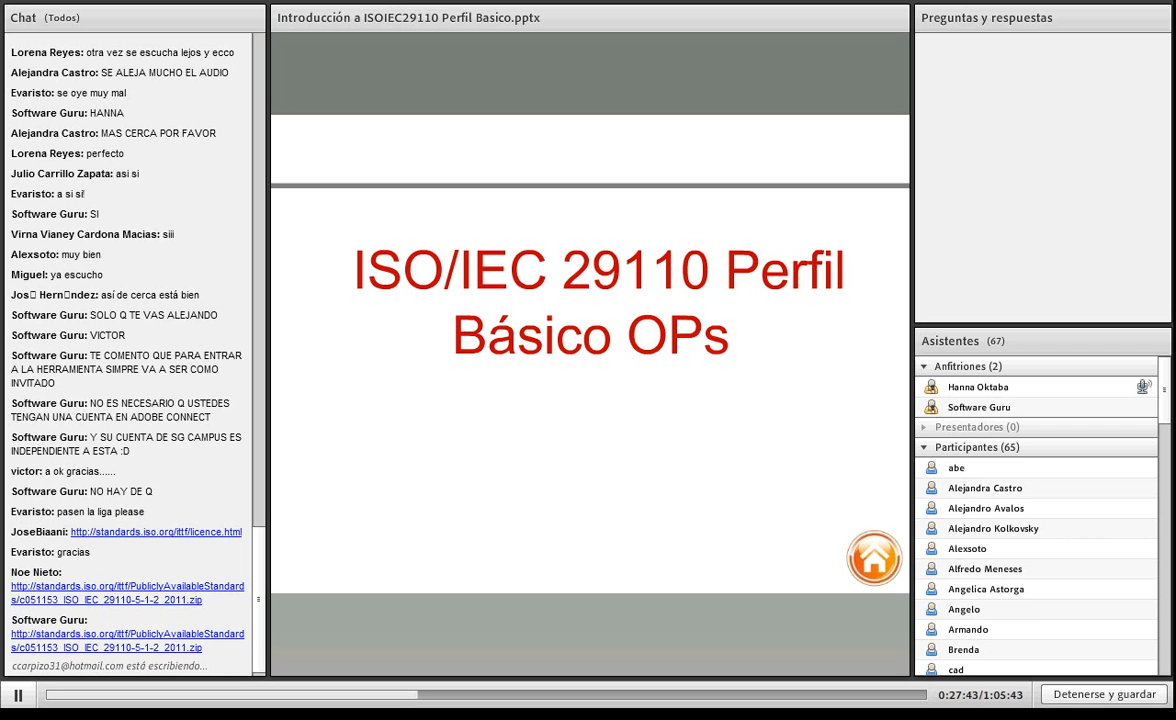 Chat (Todos)
Lorena Reyes: otra vez se escucha lejos y ecco
Alejandra Castro: SE ALEJA MUCHO EL AUDIO
Evaristo: se oye muy mal
Software Guru: HANNA
Alejandra Castro: MAS CERCA POR FAVOR
Lorena Reyes: perfecto
Julio Carrillo Zapata: asi si
Evaristo: a si si!
Software Guru: SI
Virna Vianey Cardona Macias: siii
Alexsoto: muy bien
Miguel: ya escucho
Jos□ Hern□ndez: así de cerca está bien
Software Guru: SOLO Q TE VAS ALEJANDO
Software Guru: VICTOR
Software Guru: TE COMENTO QUE PARA ENTRAR
A LA HERRAMIENTA SIMPRE VA A SER COMO
INVITADO
Software Guru: NO ES NECESARIO Q USTEDES
TENGAN UNA CUENTA EN ADOBE CONNECT
Software Guru: Y SU CUENTA DE SG CAMPUS ES
INDEPENDIENTE A ESTA :D
victor: a ok gracias......
Software Guru: NO HAY DE Q
Evaristo: pasen la liga please
JoseBiaani: http://standards.iso.org/ittf/licence.html
Evaristo: gracias
Noe Nieto:
http://standards.iso.org/ittf/PubliclyAvailableStandard
s/c051153_ISO_IEC_29110-5-1-2_2011.zip
Software Guru:
http://standards.iso.org/ittf/PubliclyAvailableStandard
s/c051153_ISO_IEC_29110-5-1-2_2011.zip
ccarpizo31@hotmail.com está escribiendo...
Introducción a ISOIEC29110 Perfil Basico.pptx
ISO/IEC 29110 Perfil
Básico OPs
Preguntas y respuestas
Asistentes (67)
Anfitriones (2)
Hanna Oktaba
Software Guru
Presentadores (0)
Participantes (65)
abe
Alejandra Castro
Alejandro Avalos
Alejandro Kolkovsky
Alexsoto
Alfredo Meneses
Angelica Astorga
Angelo
Armando
Brenda
cad
0:27:43/1:05:43
Detenerse y guardar